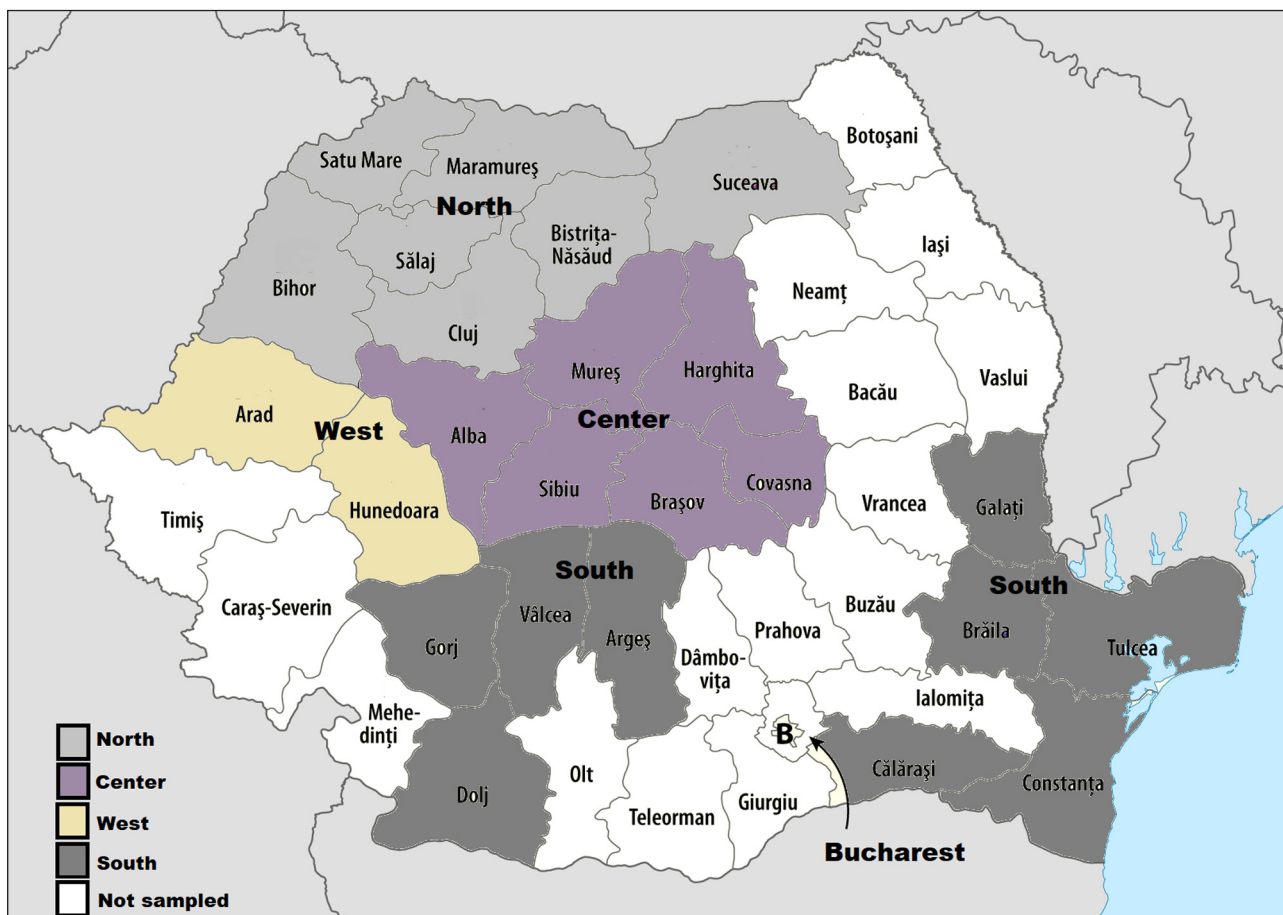 Botoşani
Satu Mare
Maramureş
Suceava
North
Bistrița-
Năsăud
Iaşi
Sălaj
Bihor
Neamț
Cluj
Mureş
Harghita
Vaslui
Bacău
Arad
West
Center
Alba
Covasna
Sibiu
Braşov
Vrancea
Galați
Hunedoara
Timiş
South
South
Caraş-Severin
Vâlcea
Buzău
Gorj
Argeş
Prahova
Brăila
Tulcea
Dâmbo-
vița
Ialomița
Mehe-
dinți
B
North
Olt
Călăraşi
Constanța
Center
Dolj
Teleorman
Giurgiu
West
Bucharest
South
Not sampled